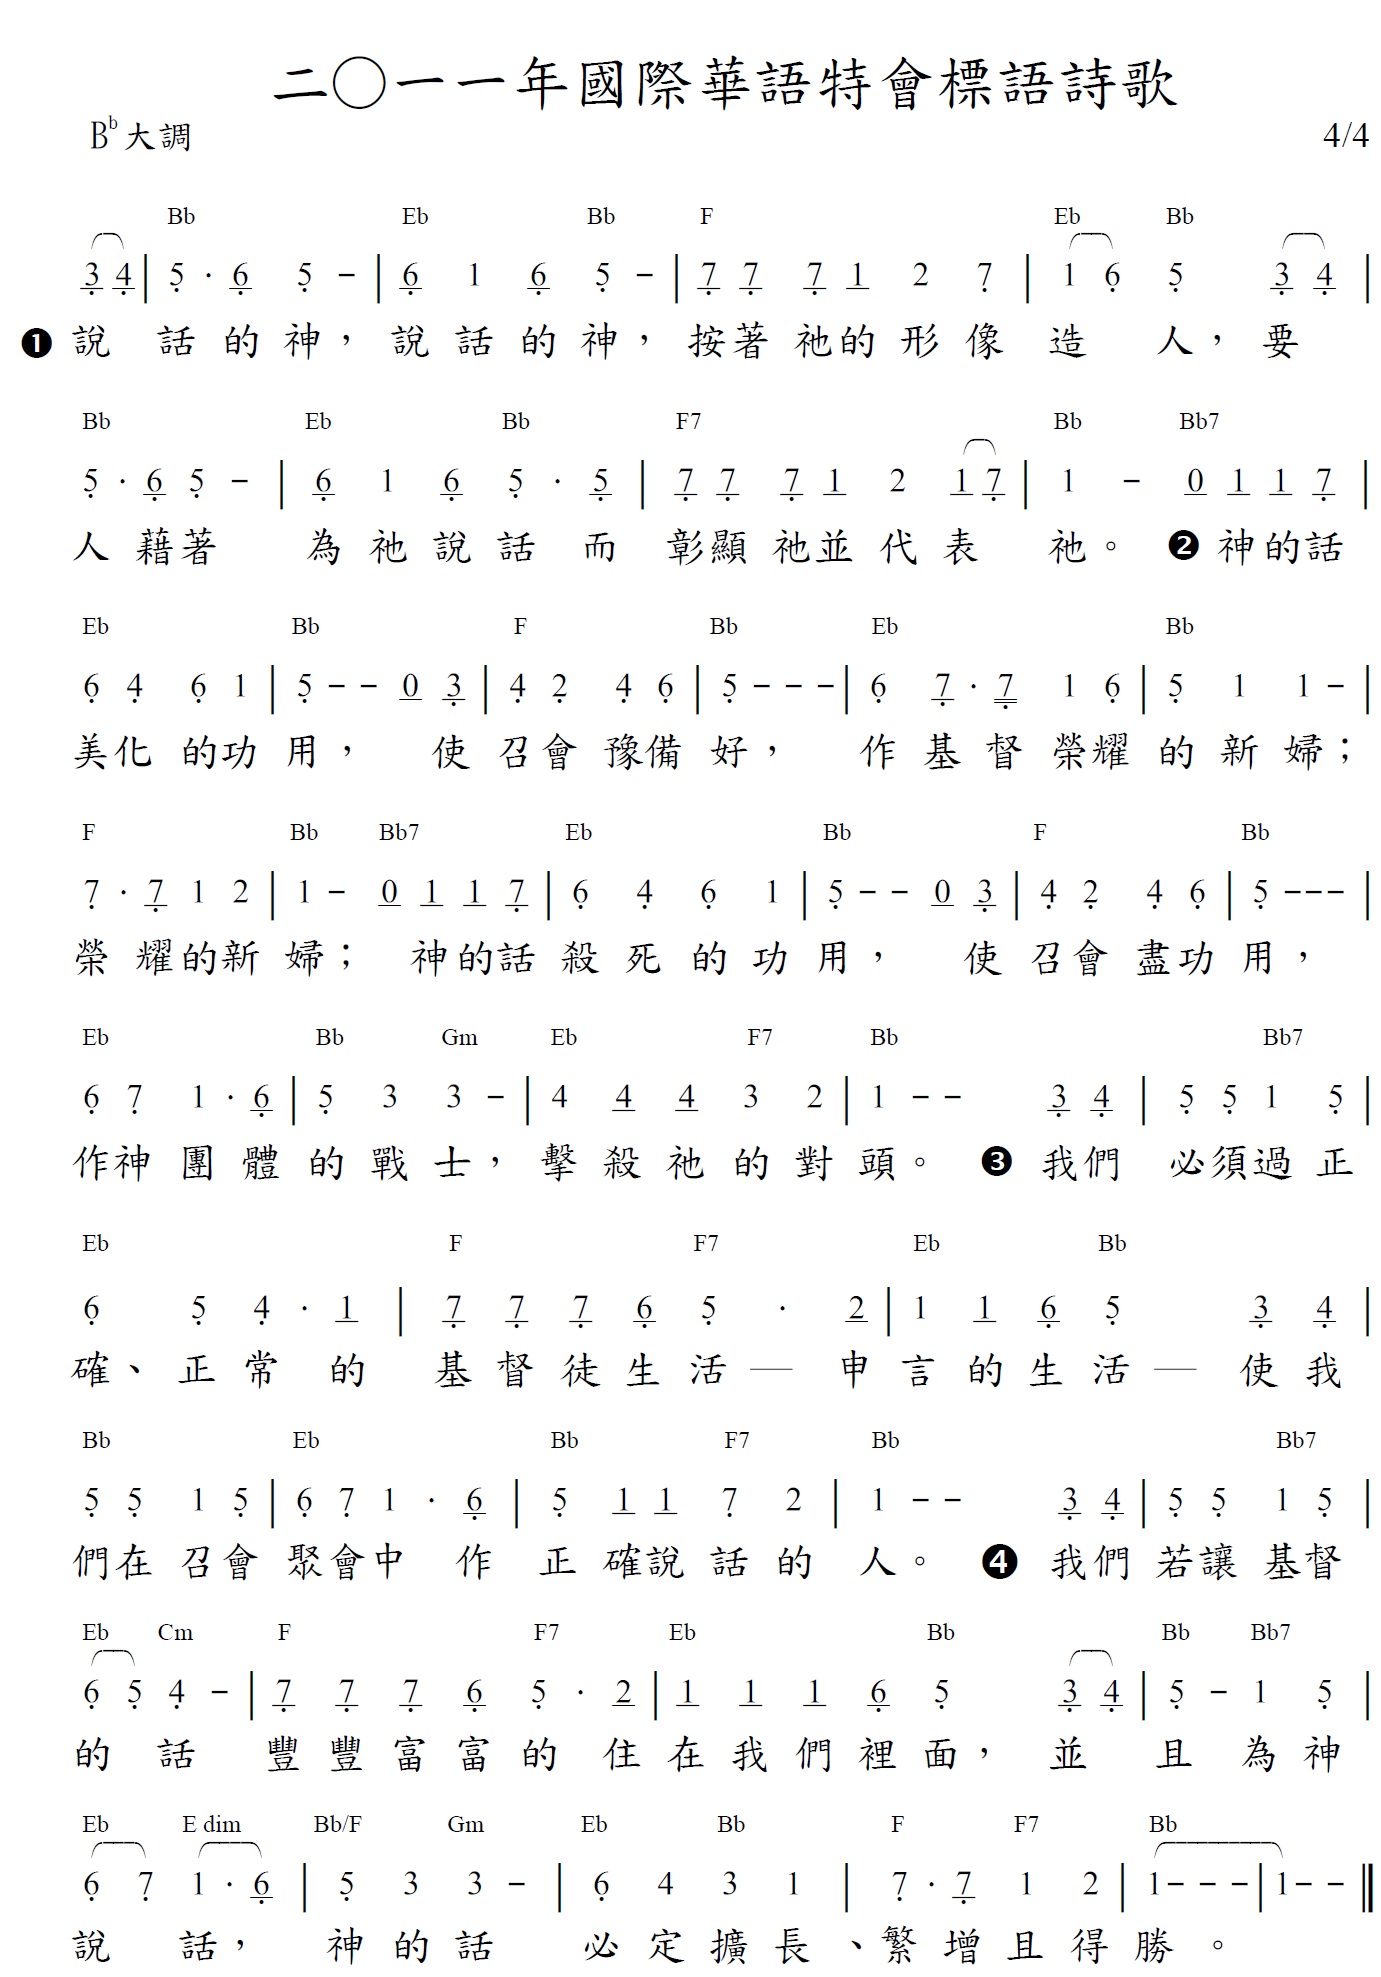 二〇一一年國際華語特會標語詩歌
B♭大調 4/4
Bb Eb Bb F Eb Bb
3̣ 4̣ | 5̣ · 6̣ 5̣ - | 6̣ 1 6̣ 5̣ - | 7̣ 7̣ 7̣ 1 2 7̣ | 1 6̣ 5̣ 3̣ 4̣ |
❶ 說 話 的 神， 說 話 的 神， 按著 祂的 形 像 造 人， 要
Bb Eb Bb F7 Bb Bb7
5̣ · 6̣ 5̣ - | 6̣ 1 6̣ 5̣ · 5̣ | 7̣ 7̣ 7̣ 1 2 1 7̣ | 1 - 0 1 1 7̣ |
人 藉著 為 祂 說 話 而 彰顯 祂並 代 表 祂。 ❷ 神的話
Eb Bb F Bb Eb Bb
6̣ 4̣ 6̣ 1 | 5̣ - - 0 3̣ | 4̣ 2̣ 4̣ 6̣ | 5̣ - - - | 6̣ 7̣ · 7̣ 1 6̣ | 5̣ 1 1 - |
美化 的功 用， 使 召會 豫備 好， 作 基 督 榮耀 的 新 婦；
F Bb Bb7 Eb Bb F Bb
7̣ · 7̣ 1 2 | 1 - 0 1 1 7̣ | 6̣ 4̣ 6̣ 1 | 5̣ - - 0 3̣ | 4̣ 2̣ 4̣ 6̣ | 5̣ - - - |
榮 耀的新 婦； 神的話 殺 死 的 功 用， 使 召會 盡功 用，
Eb Bb Gm Eb F7 Bb Bb7
6̣ 7̣ 1 · 6̣ | 5̣ 3 3 - | 4 4 4 3 2 | 1 - - 3̣ 4̣ | 5̣ 5̣ 1 5̣ |
作神 團 體 的 戰 士， 擊 殺 祂 的 對 頭。 ❸ 我們 必須過 正
Eb F F7 Eb Bb
6̣ 5̣ 4̣ · 1 | 7̣ 7̣ 7̣ 6̣ 5̣ · 2 | 1 1 6̣ 5̣ 3̣ 4̣ |
確、 正 常 的 基 督 徒 生 活 — 申 言 的 生 活 — 使 我
Bb Eb Bb F7 Bb Bb7
5̣ 5̣ 1 5̣ | 6̣ 7̣ 1 · 6̣ | 5̣ 1 1 7̣ 2 | 1 - - 3̣ 4̣ | 5̣ 5̣ 1 5̣ |
們在 召會 聚會中 作 正 確說 話 的 人。 ❹ 我們 若讓 基督
Eb Cm F F7 Eb Bb Bb Bb7
6̣ 5̣ 4̣ - | 7̣ 7̣ 7̣ 6̣ 5̣ · 2 | 1 1 1 6̣ 5̣ 3̣ 4̣ | 5̣ - 1 5̣ |
的 話 豐 豐 富 富 的 住 在 我 們 裡 面， 並 且 為 神
Eb E dim Bb/F Gm Eb Bb F F7 Bb
6̣ 7̣ 1 · 6̣ | 5̣ 3 3 - | 6̣ 4 3 1 | 7̣ · 7̣ 1 2 | 1 - - - | 1 - - ‖
說 話， 神 的 話 必 定 擴 長 、繁 增 且 得 勝 。